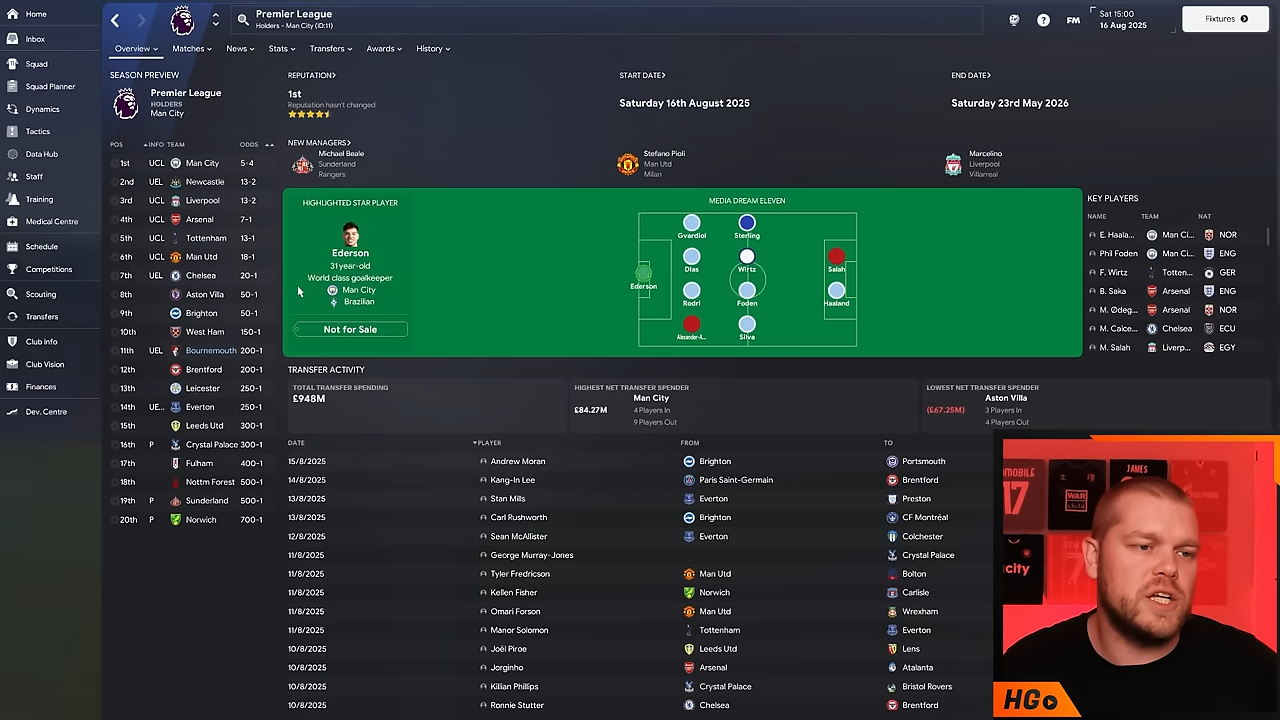 Home
Premier League
Holders - Man City (ENG)
Sat 15:00
16 Aug 2025
FM
Fixtures
Inbox
Squad
Squad Planner
Dynamics
Tactics
Data Hub
Staff
Training
Medical Centre
Schedule
Competitions
Scouting
Transfers
Club Info
Club Vision
Finances
Dev. Centre
Overview Matches News Stats Transfers Awards History
SEASON PREVIEW
Premier League
HOLDERS
Man City
REPUTATION>
1st
Reputation hasn't changed
START DATE>
Saturday 16th August 2025
END DATE>
Saturday 23rd May 2026
NEW MANAGERS>
Michael Beale
Sunderland
Rangers
Stefano Pioli
Man Utd
Milan
Marcelino
Liverpool
Villarreal
POS INFO TEAM ODDS
1st UCL Man City 5-4
2nd UEL Newcastle 13-2
3rd UCL Liverpool 13-2
4th UCL Arsenal 7-1
5th UCL Tottenham 13-1
6th UCL Man Utd 18-1
7th UEL Chelsea 20-1
8th Aston Villa 50-1
9th Brighton 50-1
10th West Ham 150-1
11th UEL Bournemouth 200-1
12th Brentford 200-1
13th Leicester 250-1
14th UE... Everton 250-1
15th Leeds Utd 300-1
16th P Crystal Palace 300-1
17th Fulham 400-1
18th Nottm Forest 500-1
19th P Sunderland 500-1
20th P Norwich 700-1
HIGHLIGHTED STAR PLAYER
Ederson
31 year-old
World class goalkeeper
Man City
Brazilian
Not for Sale
MEDIA DREAM ELEVEN
Gvardiol Sterling
Dias Wirtz Salah
Ederson
Rodri Foden Haaland
Alexander-A... Silva
KEY PLAYERS
NAME TEAM NAT
E. Haala... Man Ci... NOR
Phil Foden Man Ci... ENG
F. Wirtz Totten... GER
B. Saka Arsenal ENG
M. Ødeg... Arsenal NOR
M. Caice... Chelsea ECU
M. Salah Liverp... EGY
TRANSFER ACTIVITY
TOTAL TRANSFER SPENDING
£948M
HIGHEST NET TRANSFER SPENDER
£84.27M
Man City
4 Players In
9 Players Out
LOWEST NET TRANSFER SPENDER
(£67.25M)
Aston Villa
3 Players In
4 Players Out
DATE PLAYER FROM TO
15/8/2025 Andrew Moran Brighton Portsmouth
14/8/2025 Kang-In Lee Paris Saint-Germain Brentford
13/8/2025 Stan Mills Everton Preston
13/8/2025 Carl Rushworth Brighton CF Montréal
12/8/2025 Sean McAllister Everton Colchester
11/8/2025 George Murray-Jones Crystal Palace
11/8/2025 Tyler Fredricson Man Utd Bolton
11/8/2025 Kellen Fisher Norwich Carlisle
11/8/2025 Omari Forson Man Utd Wrexham
11/8/2025 Manor Solomon Tottenham Everton
10/8/2025 Joël Piroe Leeds Utd Lens
10/8/2025 Jorginho Arsenal Atalanta
10/8/2025 Killian Phillips Crystal Palace Bristol Rovers
10/8/2025 Ronnie Stutter Chelsea Brentford
17
WAR
child
JAMES
HG